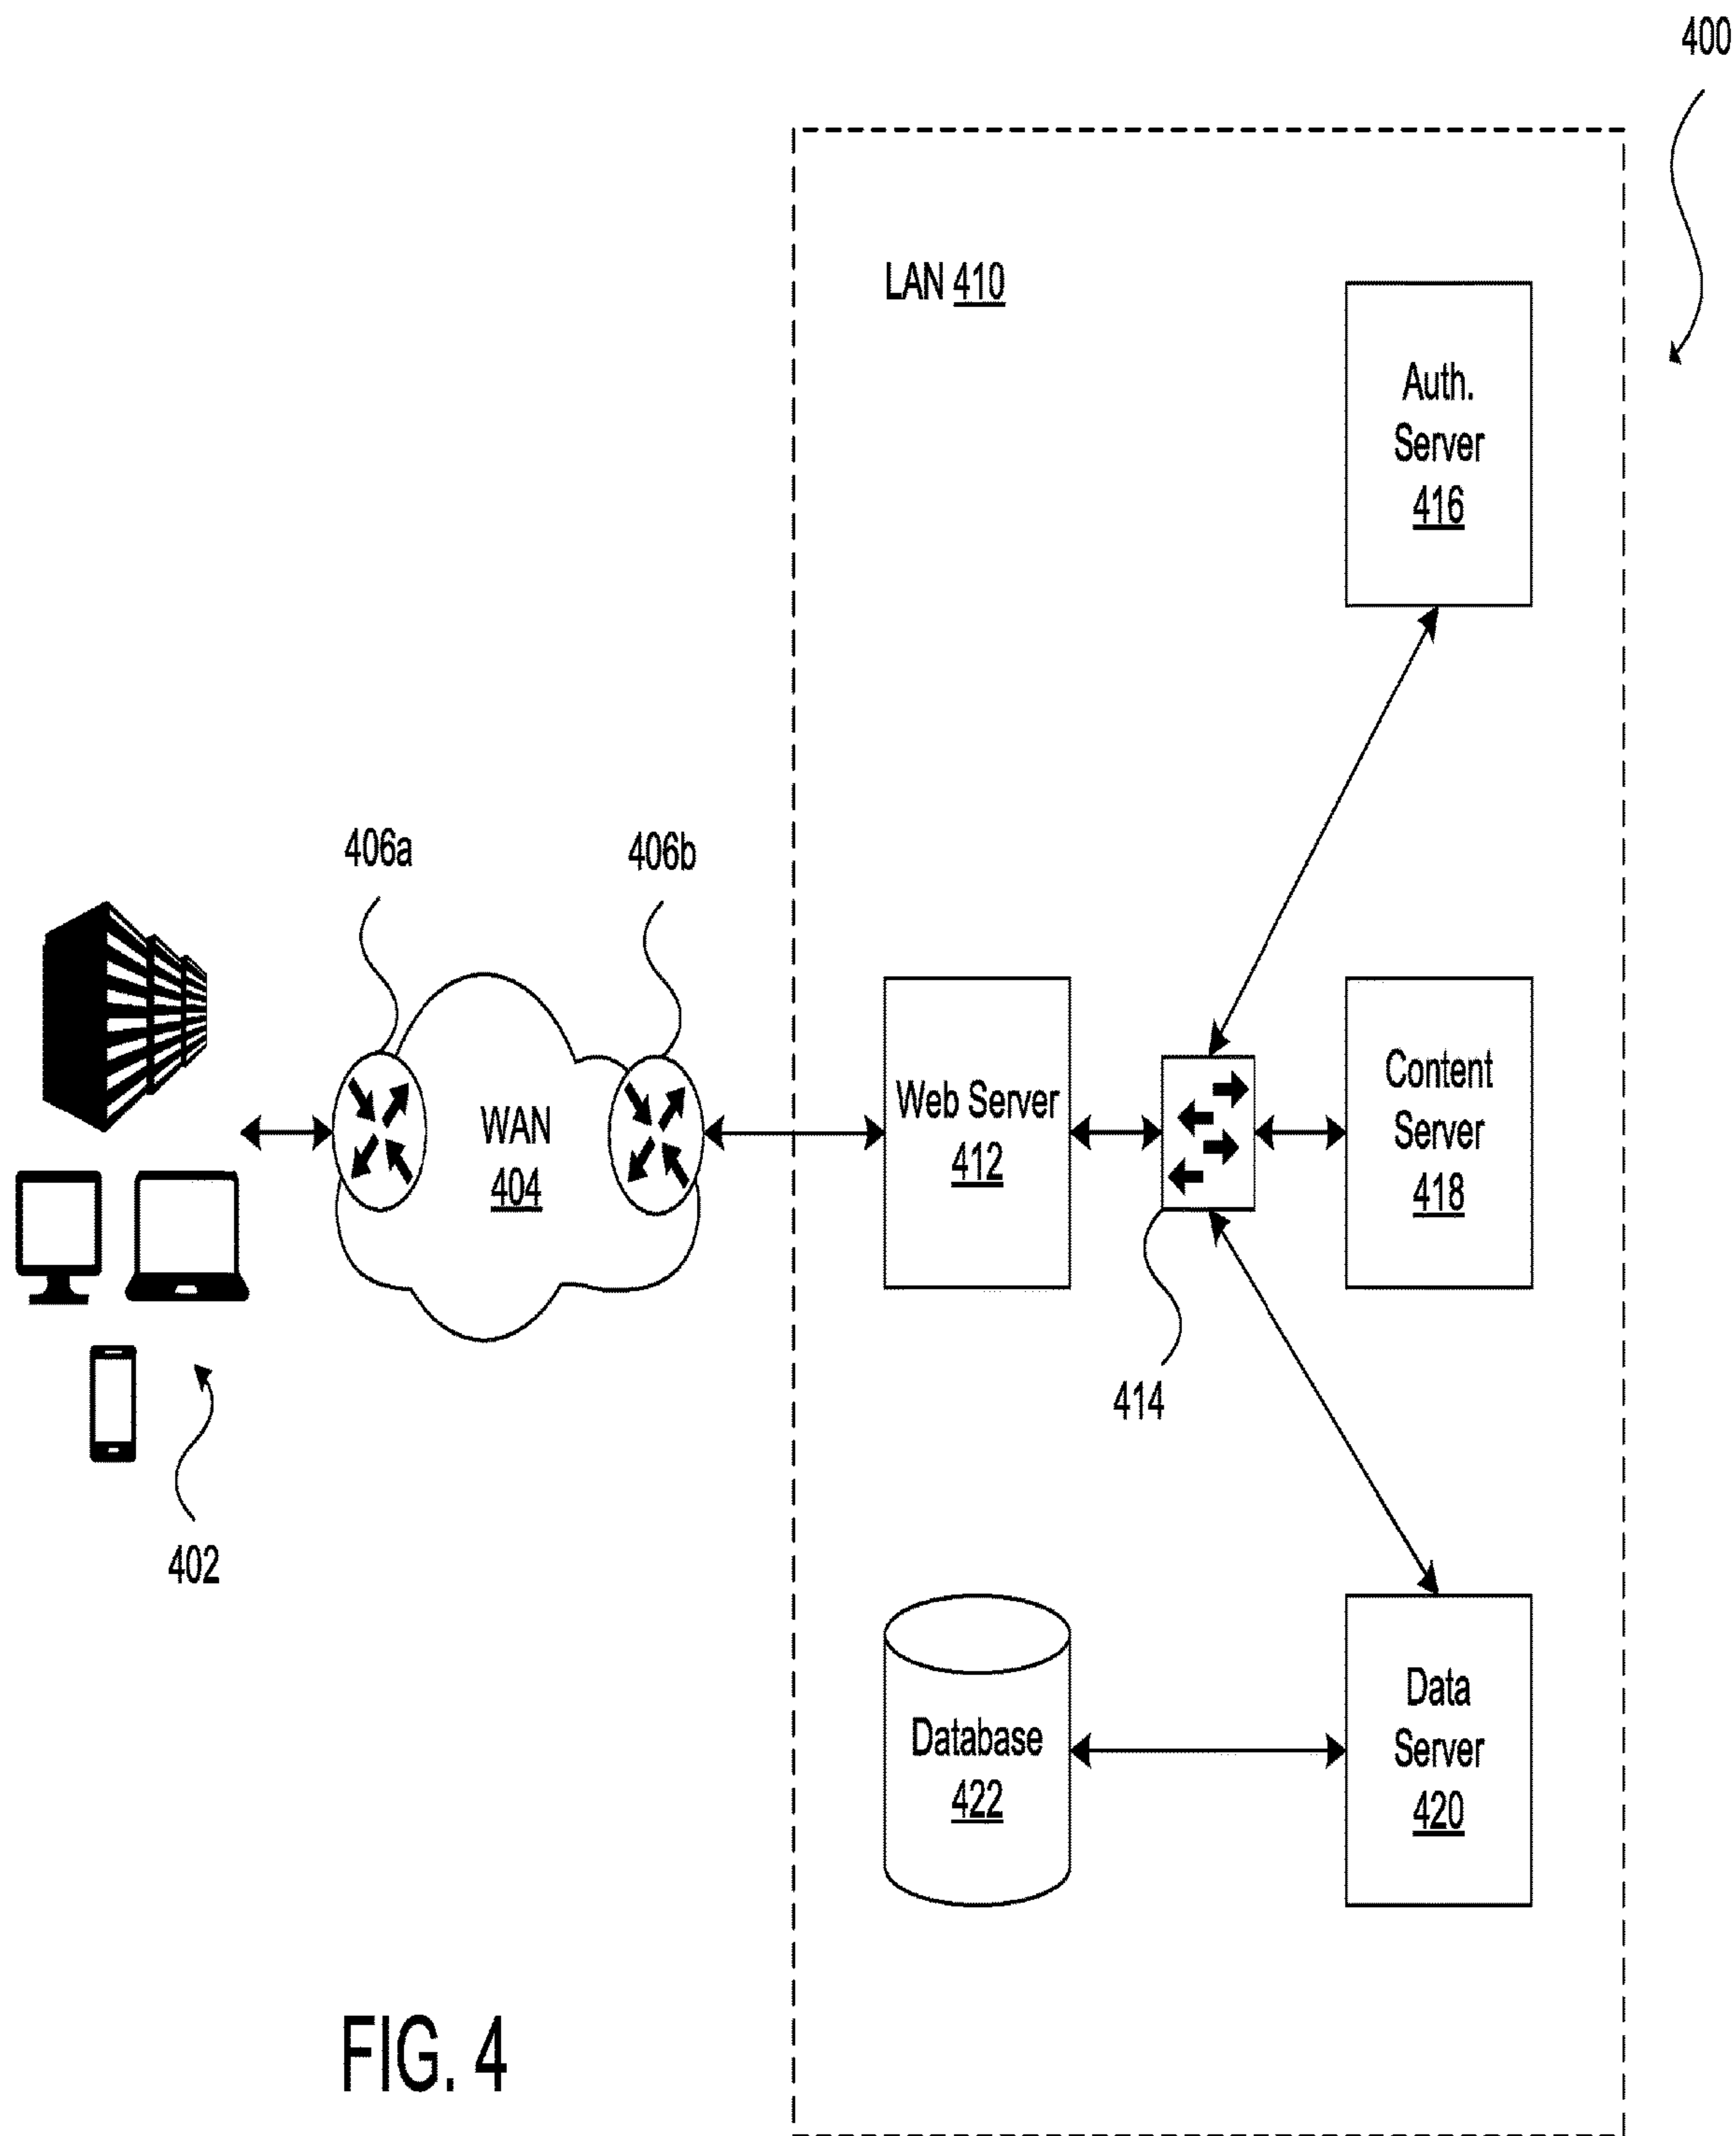 400
LAN 410
Auth.
Server
416
406a
406b
WAN
404
Web Server
412
Content
Server
418
414
402
Database
422
Data
Server
420
FIG. 4